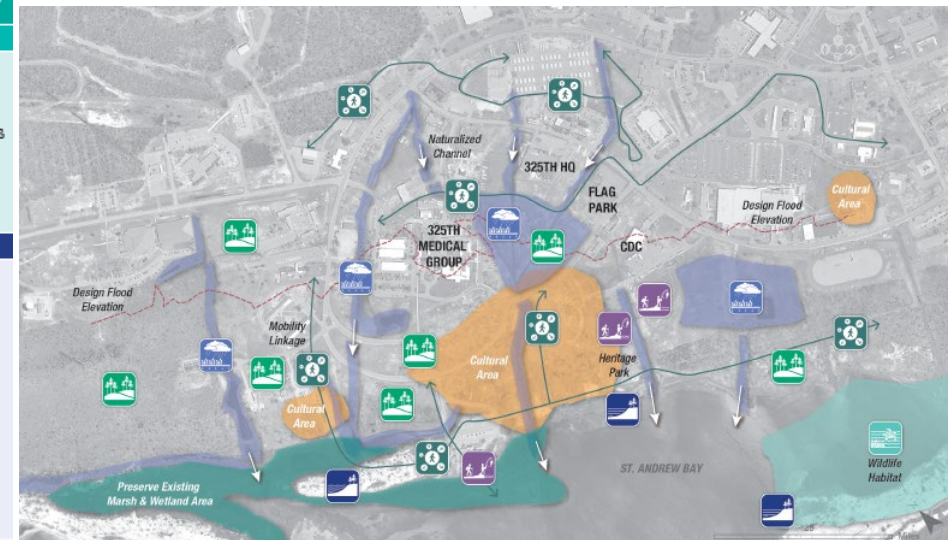 Naturalized
Channel
325TH HQ
FLAG
PARK
Cultural
Area
Design Flood
Elevation
325TH
MEDICAL
GROUP
CDC
Design Flood
Elevation
Mobility
Linkage
Cultural
Area
Heritage
Park
Cultural
Area
ST. ANDREW BAY
Wildlife
Habitat
Preserve Existing
Marsh & Wetland Area
Miles